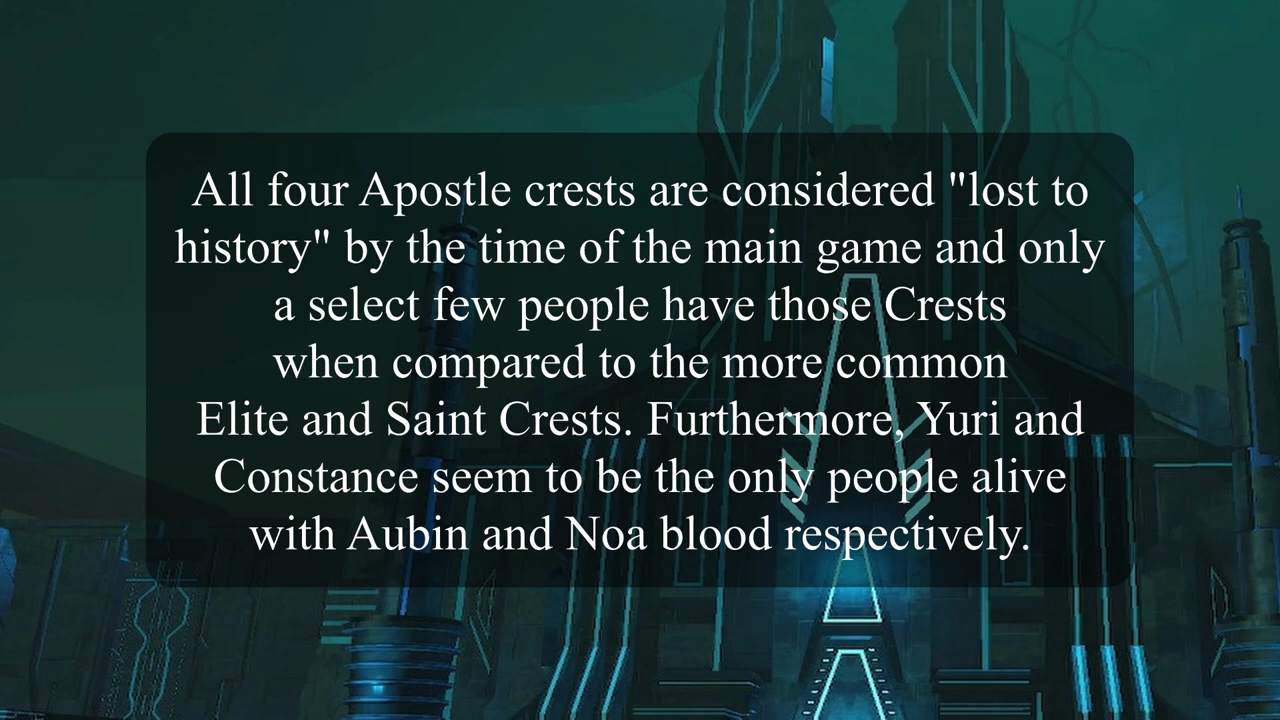 All four Apostle crests are considered "lost to
history" by the time of the main game and only
a select few people have those Crests
when compared to the more common
Elite and Saint Crests. Furthermore, Yuri and
Constance seem to be the only people alive
with Aubin and Noa blood respectively.